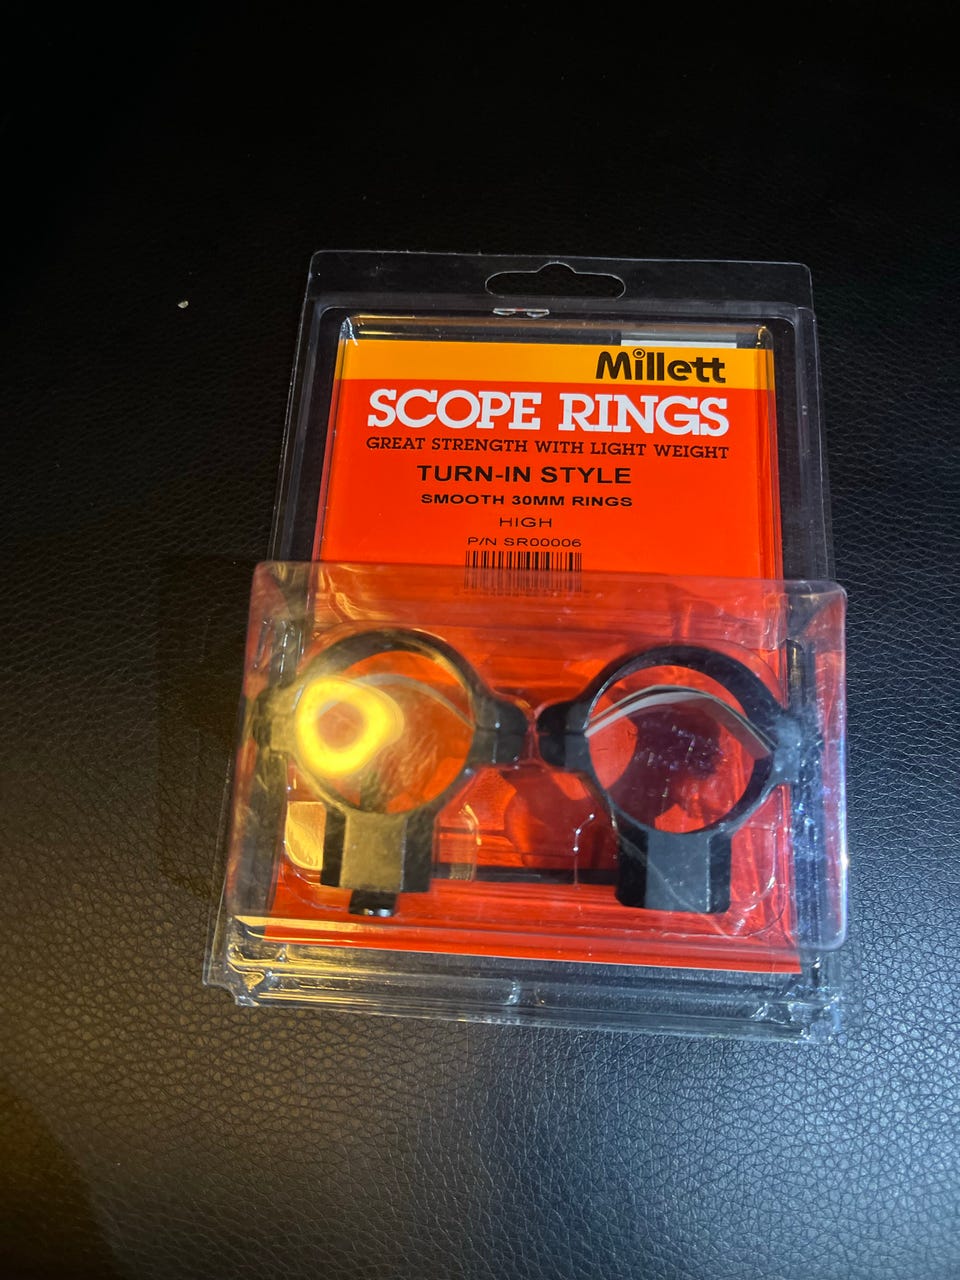 Millett
SCOPE RINGS
GREAT STRENGTH WITH LIGHT WEIGHT
TURN-IN STYLE
SMOOTH 30MM RINGS
HIGH
P/N SR00006